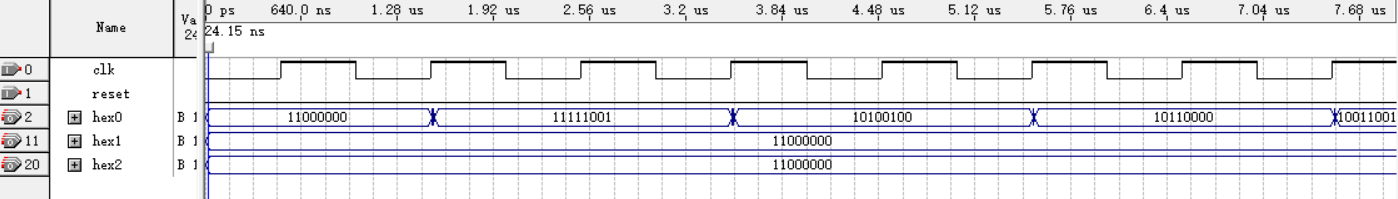 Name Va 0 ps 640.0 ns 1.28 us 1.92 us 2.56 us 3.2 us 3.84 us 4.48 us 5.12 us 5.76 us 6.4 us 7.04 us 7.68 us
24 24.15 ns
0 clk
1 reset
2 hex0 B 1 11000000 11111001 10100100 10110000 10011001
11 hex1 B 1 11000000
20 hex2 B 1 11000000